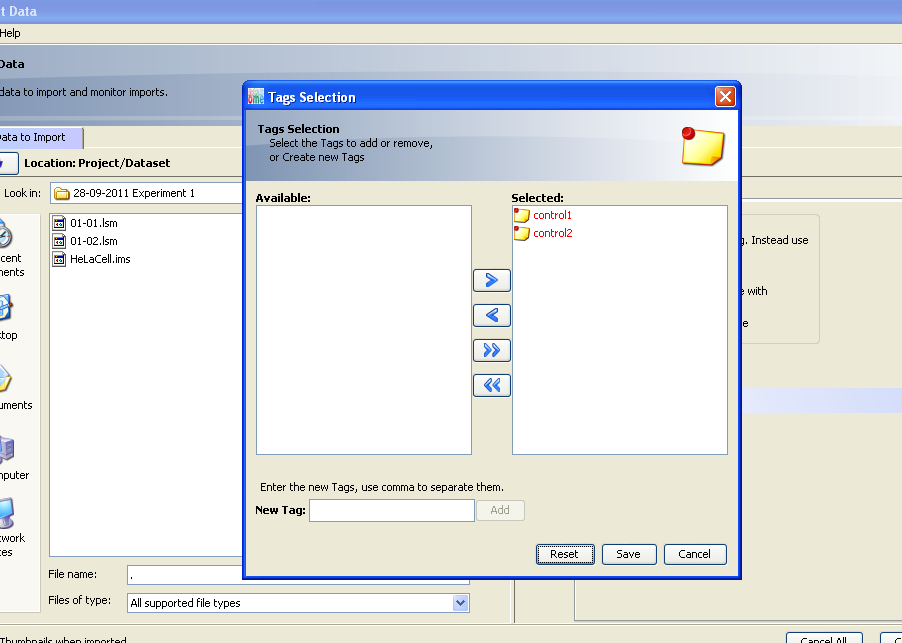 t Data
Help
Data
data to import and monitor imports.
ata to Import
Location: Project/Dataset
Look in:
28-09-2011 Experiment 1
01-01.lsm
01-02.lsm
HeLaCell.ims
cent
ments
ktop
uments
mputer
work
ces
File name:
.
Files of type:
All supported file types
Thumbnails when imported
Tags Selection
Tags Selection
Select the Tags to add or remove,
or Create new Tags
Available:
Selected:
control1
control2
Enter the new Tags, use comma to separate them.
New Tag:
Add
Reset
Save
Cancel
g. Instead use
e with
e
Cancel All
C